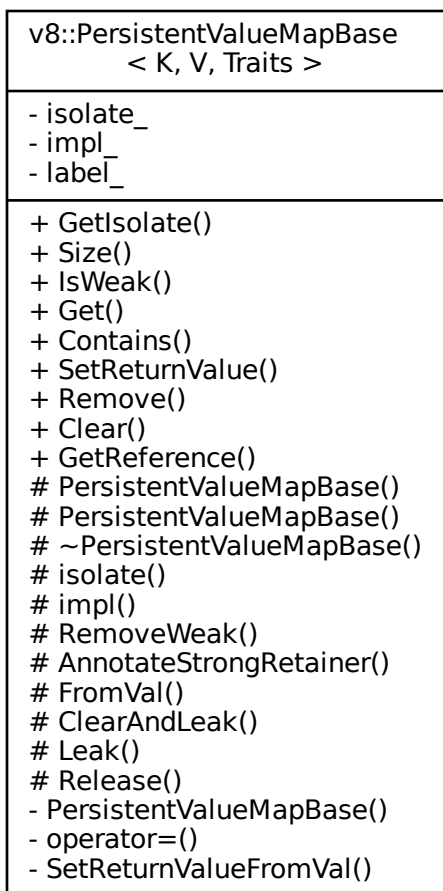 v8::PersistentValueMapBase
< K, V, Traits >
- isolate_
- impl_
- label_
+ GetIsolate()
+ Size()
+ IsWeak()
+ Get()
+ Contains()
+ SetReturnValue()
+ Remove()
+ Clear()
+ GetReference()
# PersistentValueMapBase()
# PersistentValueMapBase()
# ~PersistentValueMapBase()
# isolate()
# impl()
# RemoveWeak()
# AnnotateStrongRetainer()
# FromVal()
# ClearAndLeak()
# Leak()
# Release()
- PersistentValueMapBase()
- operator=()
- SetReturnValueFromVal()